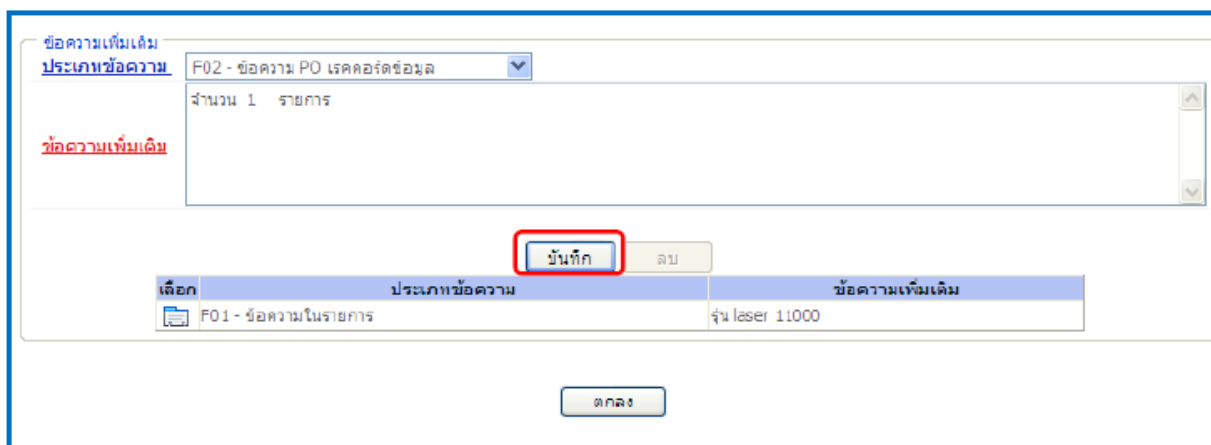 ข้อความเพิ่มเติม
ประเภทข้อความ F02 - ข้อความ PO เรคคอร์ดข้อมูล
จำนวน 1 รายการ
ข้อความเพิ่มเติม
บันทึก ลบ
เลือก ประเภทข้อความ ข้อความเพิ่มเติม
F01 - ข้อความในรายการ รุ่น laser 11000
ตกลง